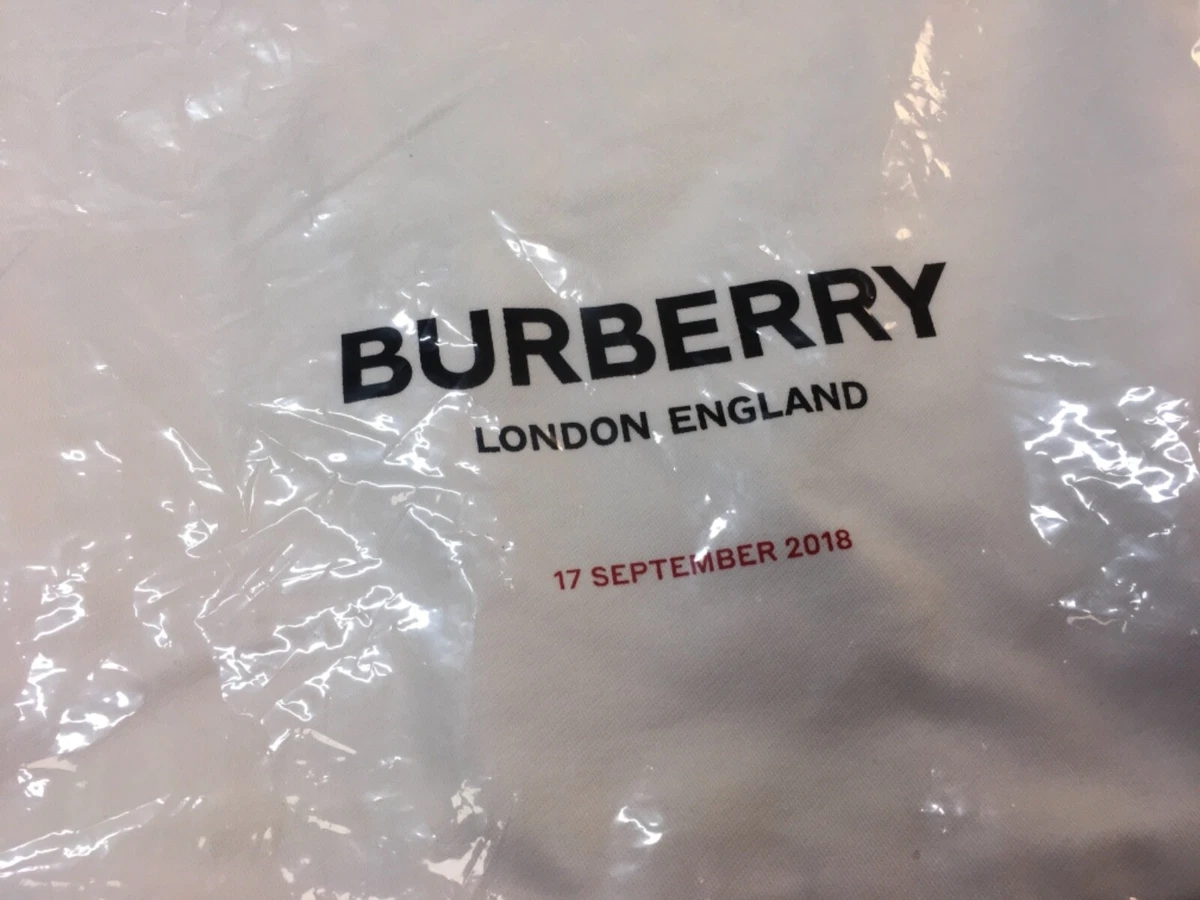 BURBERRY
LONDON ENGLAND
17 SEPTEMBER 2018